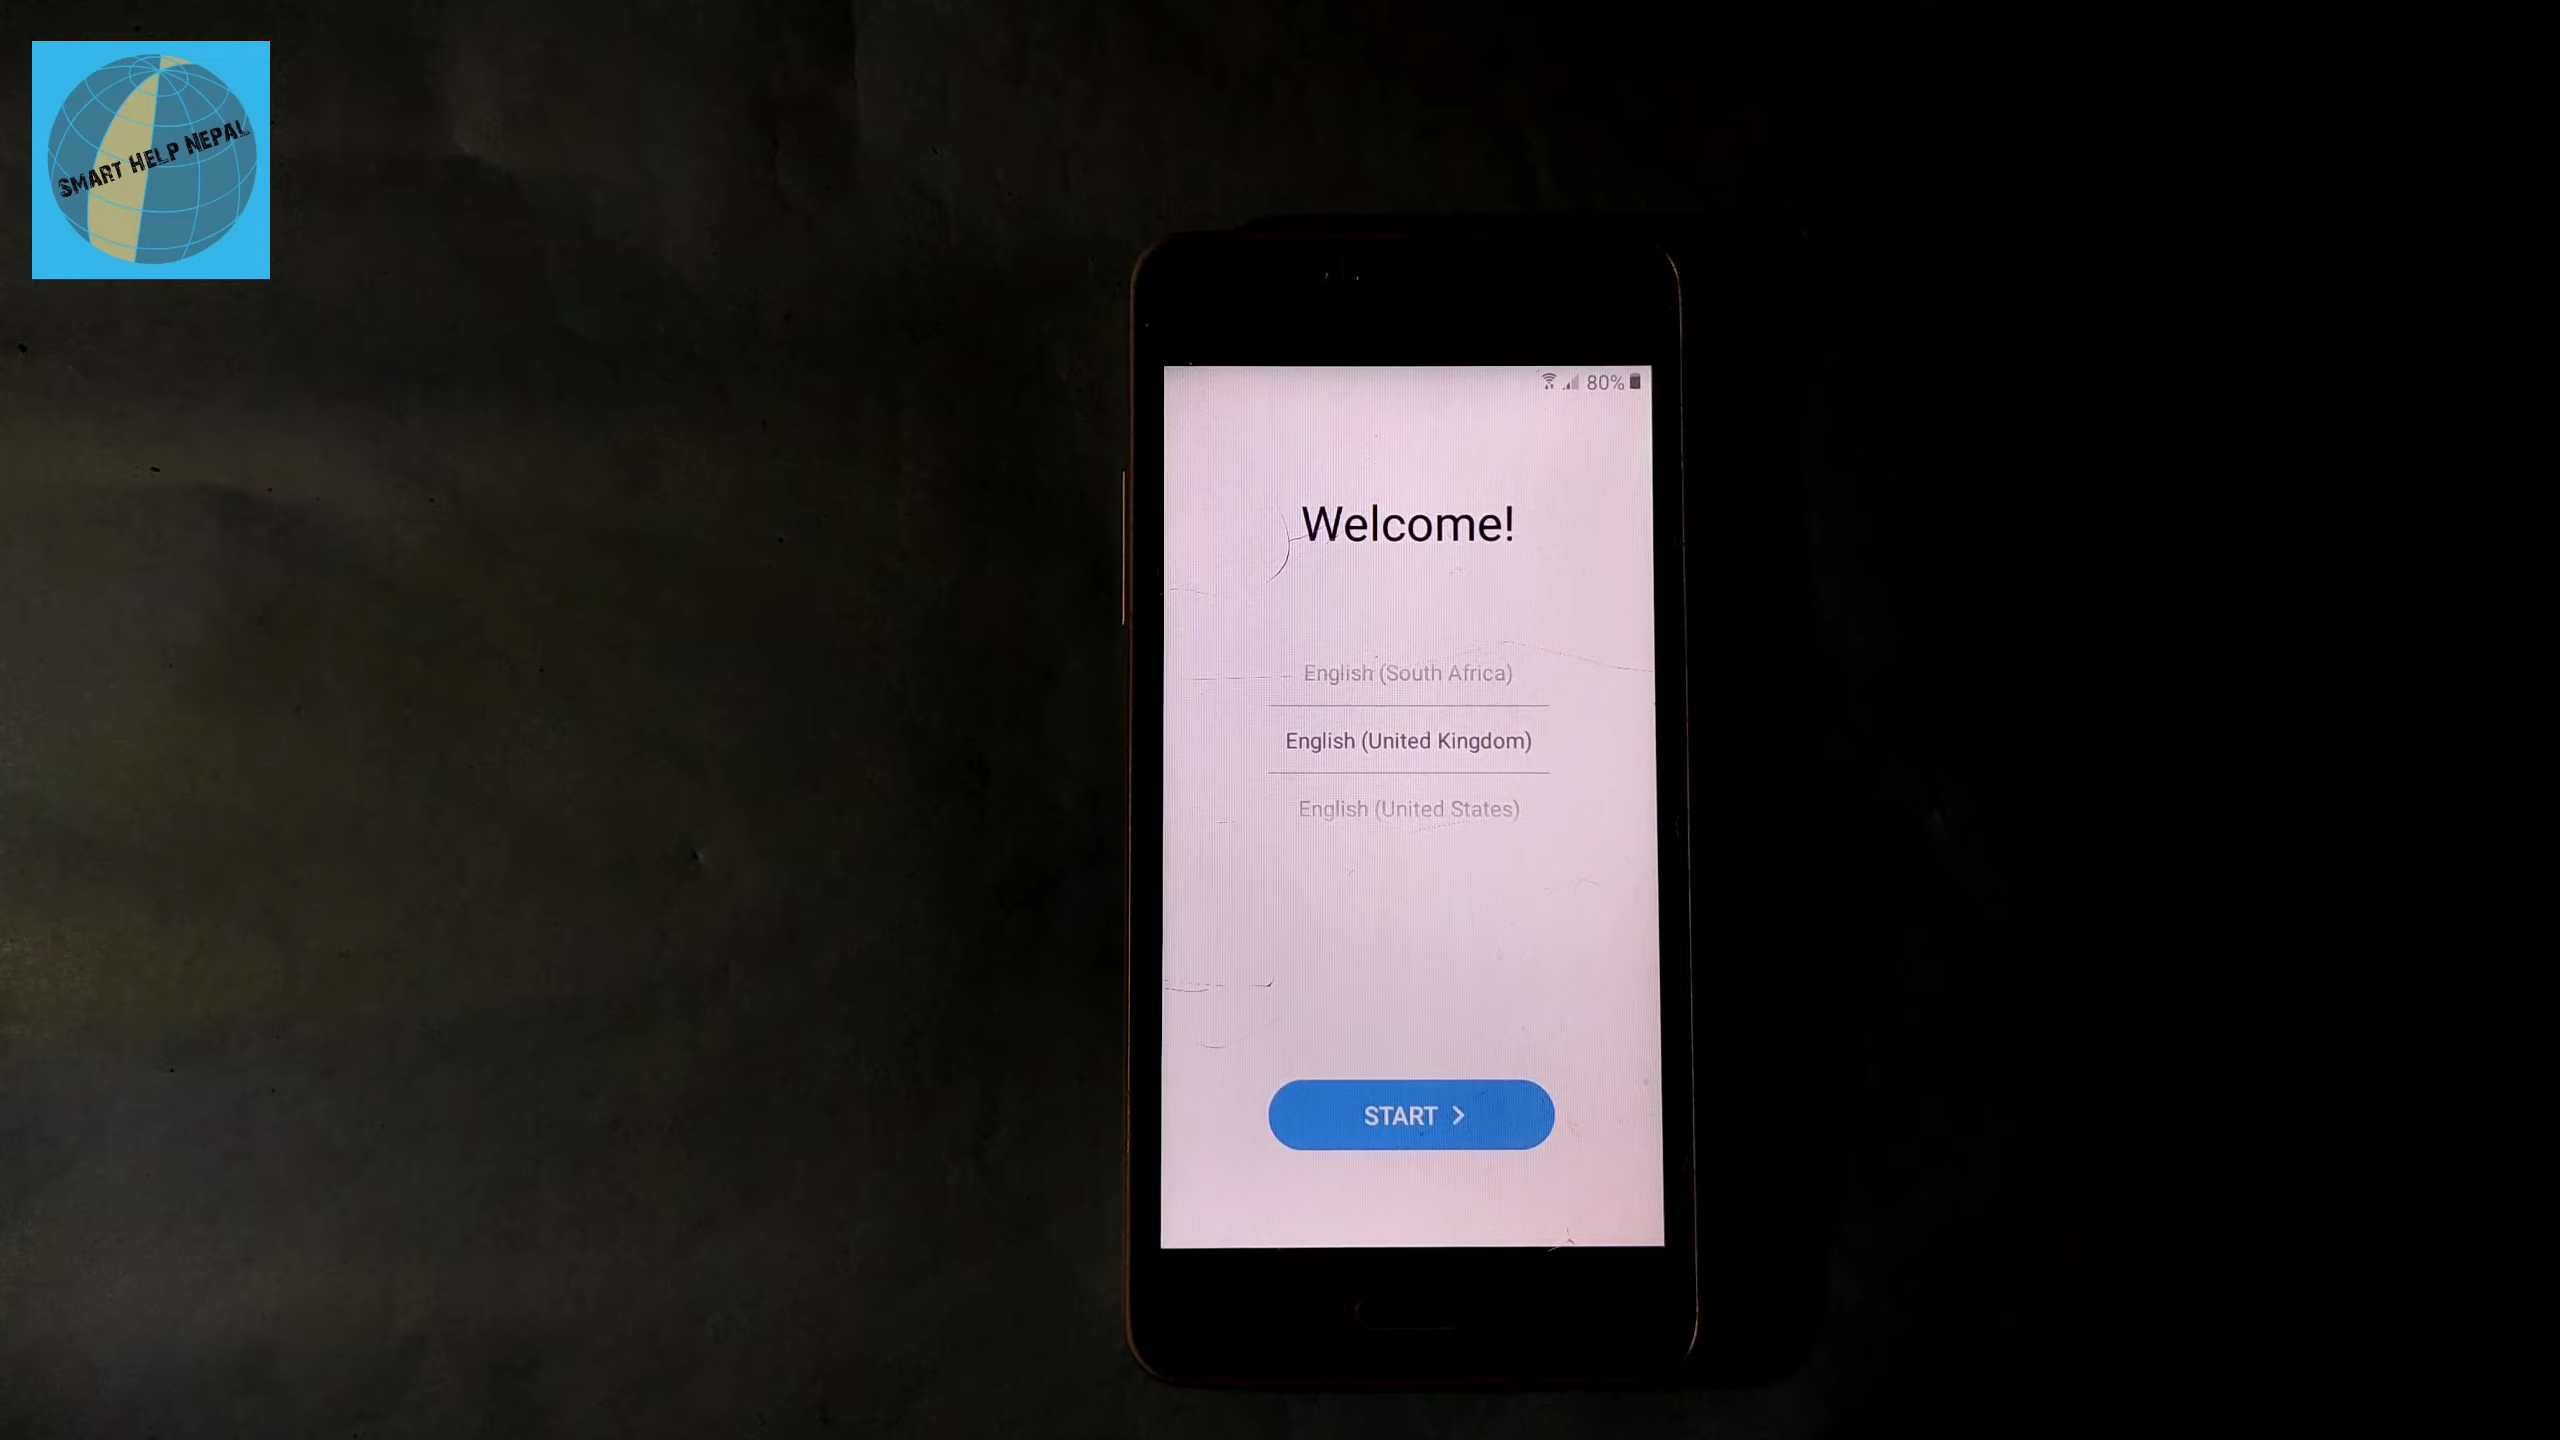 SMART HELP NEPAL
80%
Welcome!
English (South Africa)
English (United Kingdom)
English (United States)
START